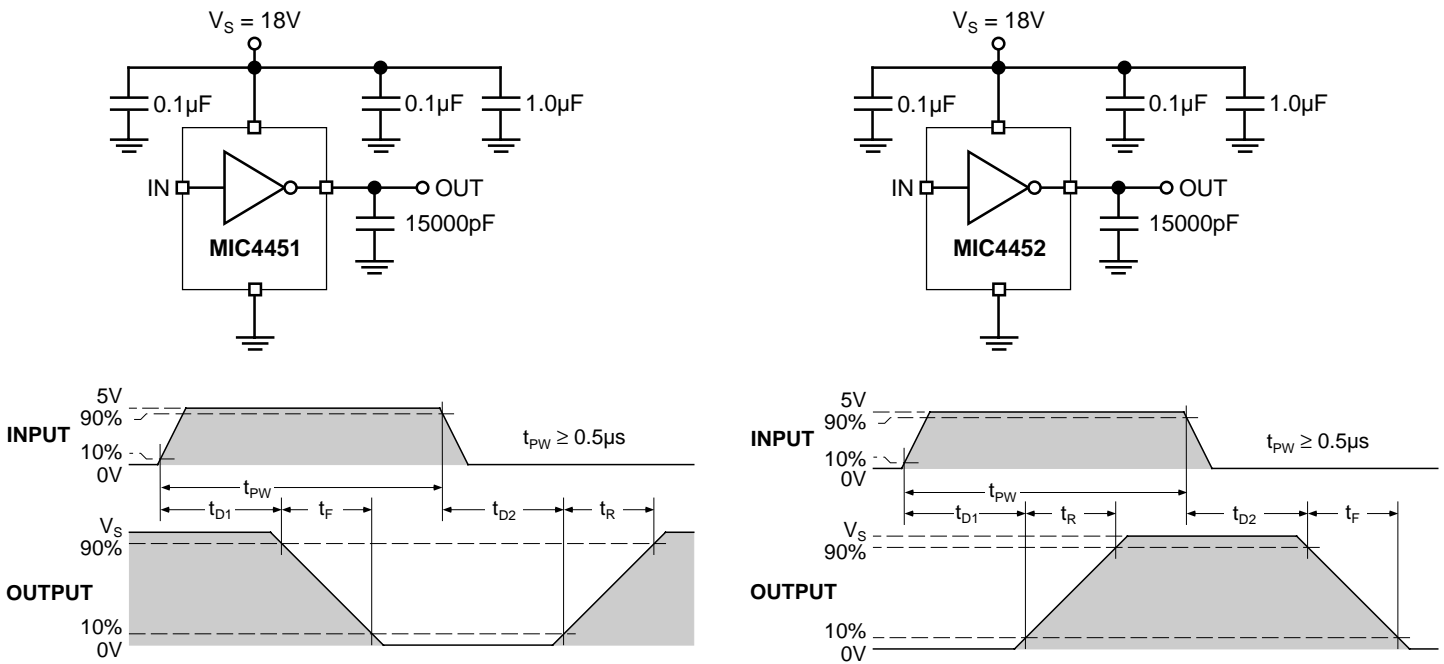 V_S = 18V
0.1µF
0.1µF
1.0µF
IN
OUT
15000pF
MIC4451
INPUT
5V
90%
10%
0V
t_PW ≥ 0.5µs
t_PW
t_D1
t_F
t_D2
t_R
OUTPUT
V_S
90%
10%
0V
V_S = 18V
0.1µF
0.1µF
1.0µF
IN
OUT
15000pF
MIC4452
INPUT
5V
90%
10%
0V
t_PW ≥ 0.5µs
t_PW
t_D1
t_R
t_D2
t_F
OUTPUT
V_S
90%
10%
0V